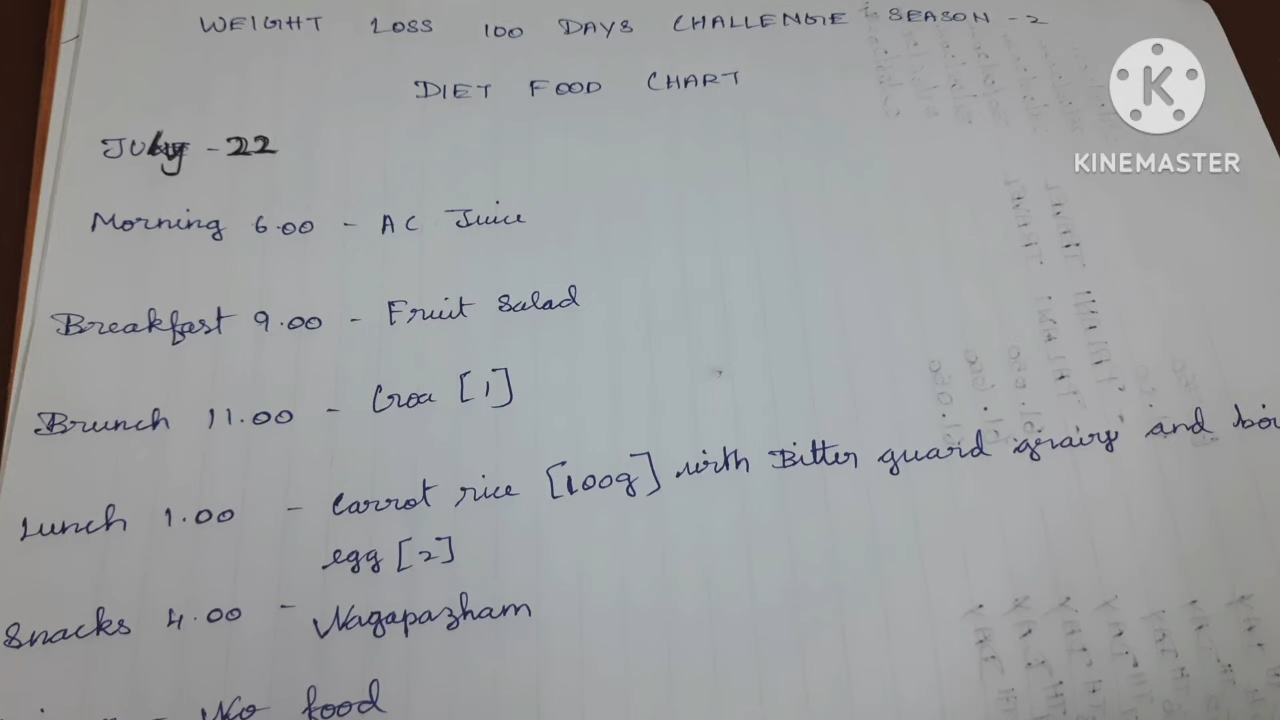 WEIGHT LOSS 100 DAYS CHALLENGE : SEASON - 2
DIET FOOD CHART
JULY - 22
KINEMASTER
Morning 6.00 - AC Juice
Breakfast 9.00 - Fruit Salad
Brunch 11.00 - [1]
Lunch 1.00 - Carrot rice [100g] with Bitter guard and boi
egg [2]
Snacks 4.00 - Nagapazham
- No food